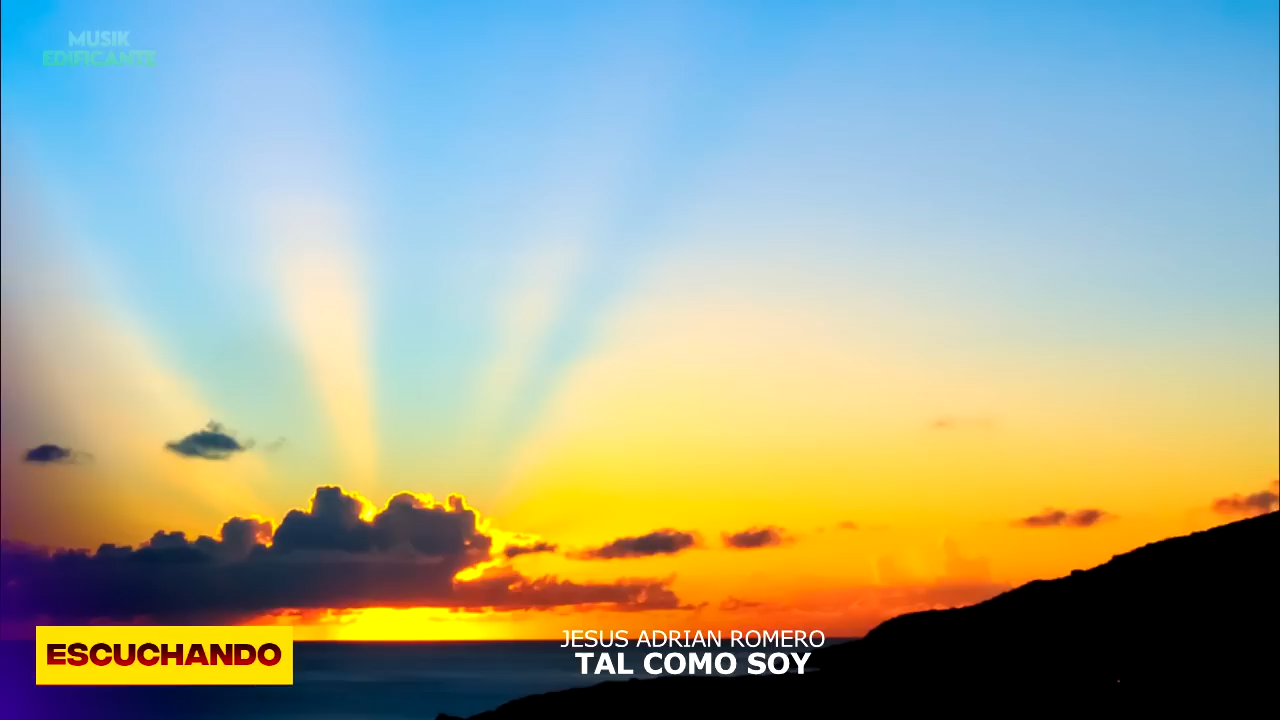 MUSIK
EDIFICANTE
ESCUCHANDO
JESUS ADRIAN ROMERO
TAL COMO SOY